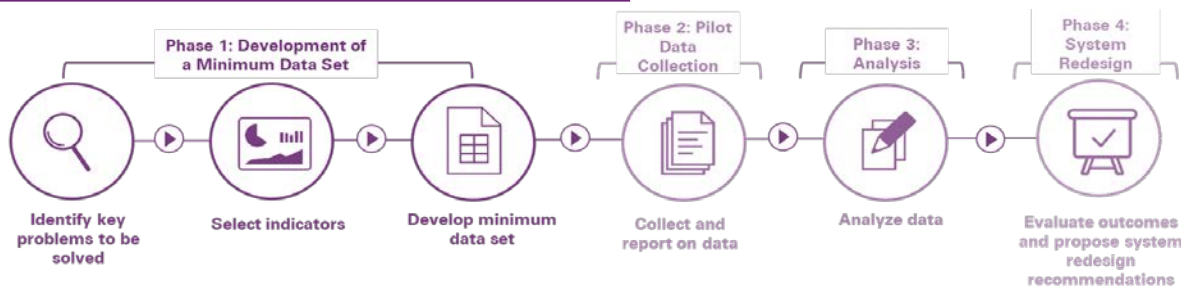 Phase 1: Development of
a Minimum Data Set
Phase 2: Pilot
Data
Collection
Phase 3:
Analysis
Phase 4:
System
Redesign
Identify key
problems to be
solved
Select indicators
Develop minimum
data set
Collect and
report on data
Analyze data
Evaluate outcomes
and propose system
redesign
recommendations